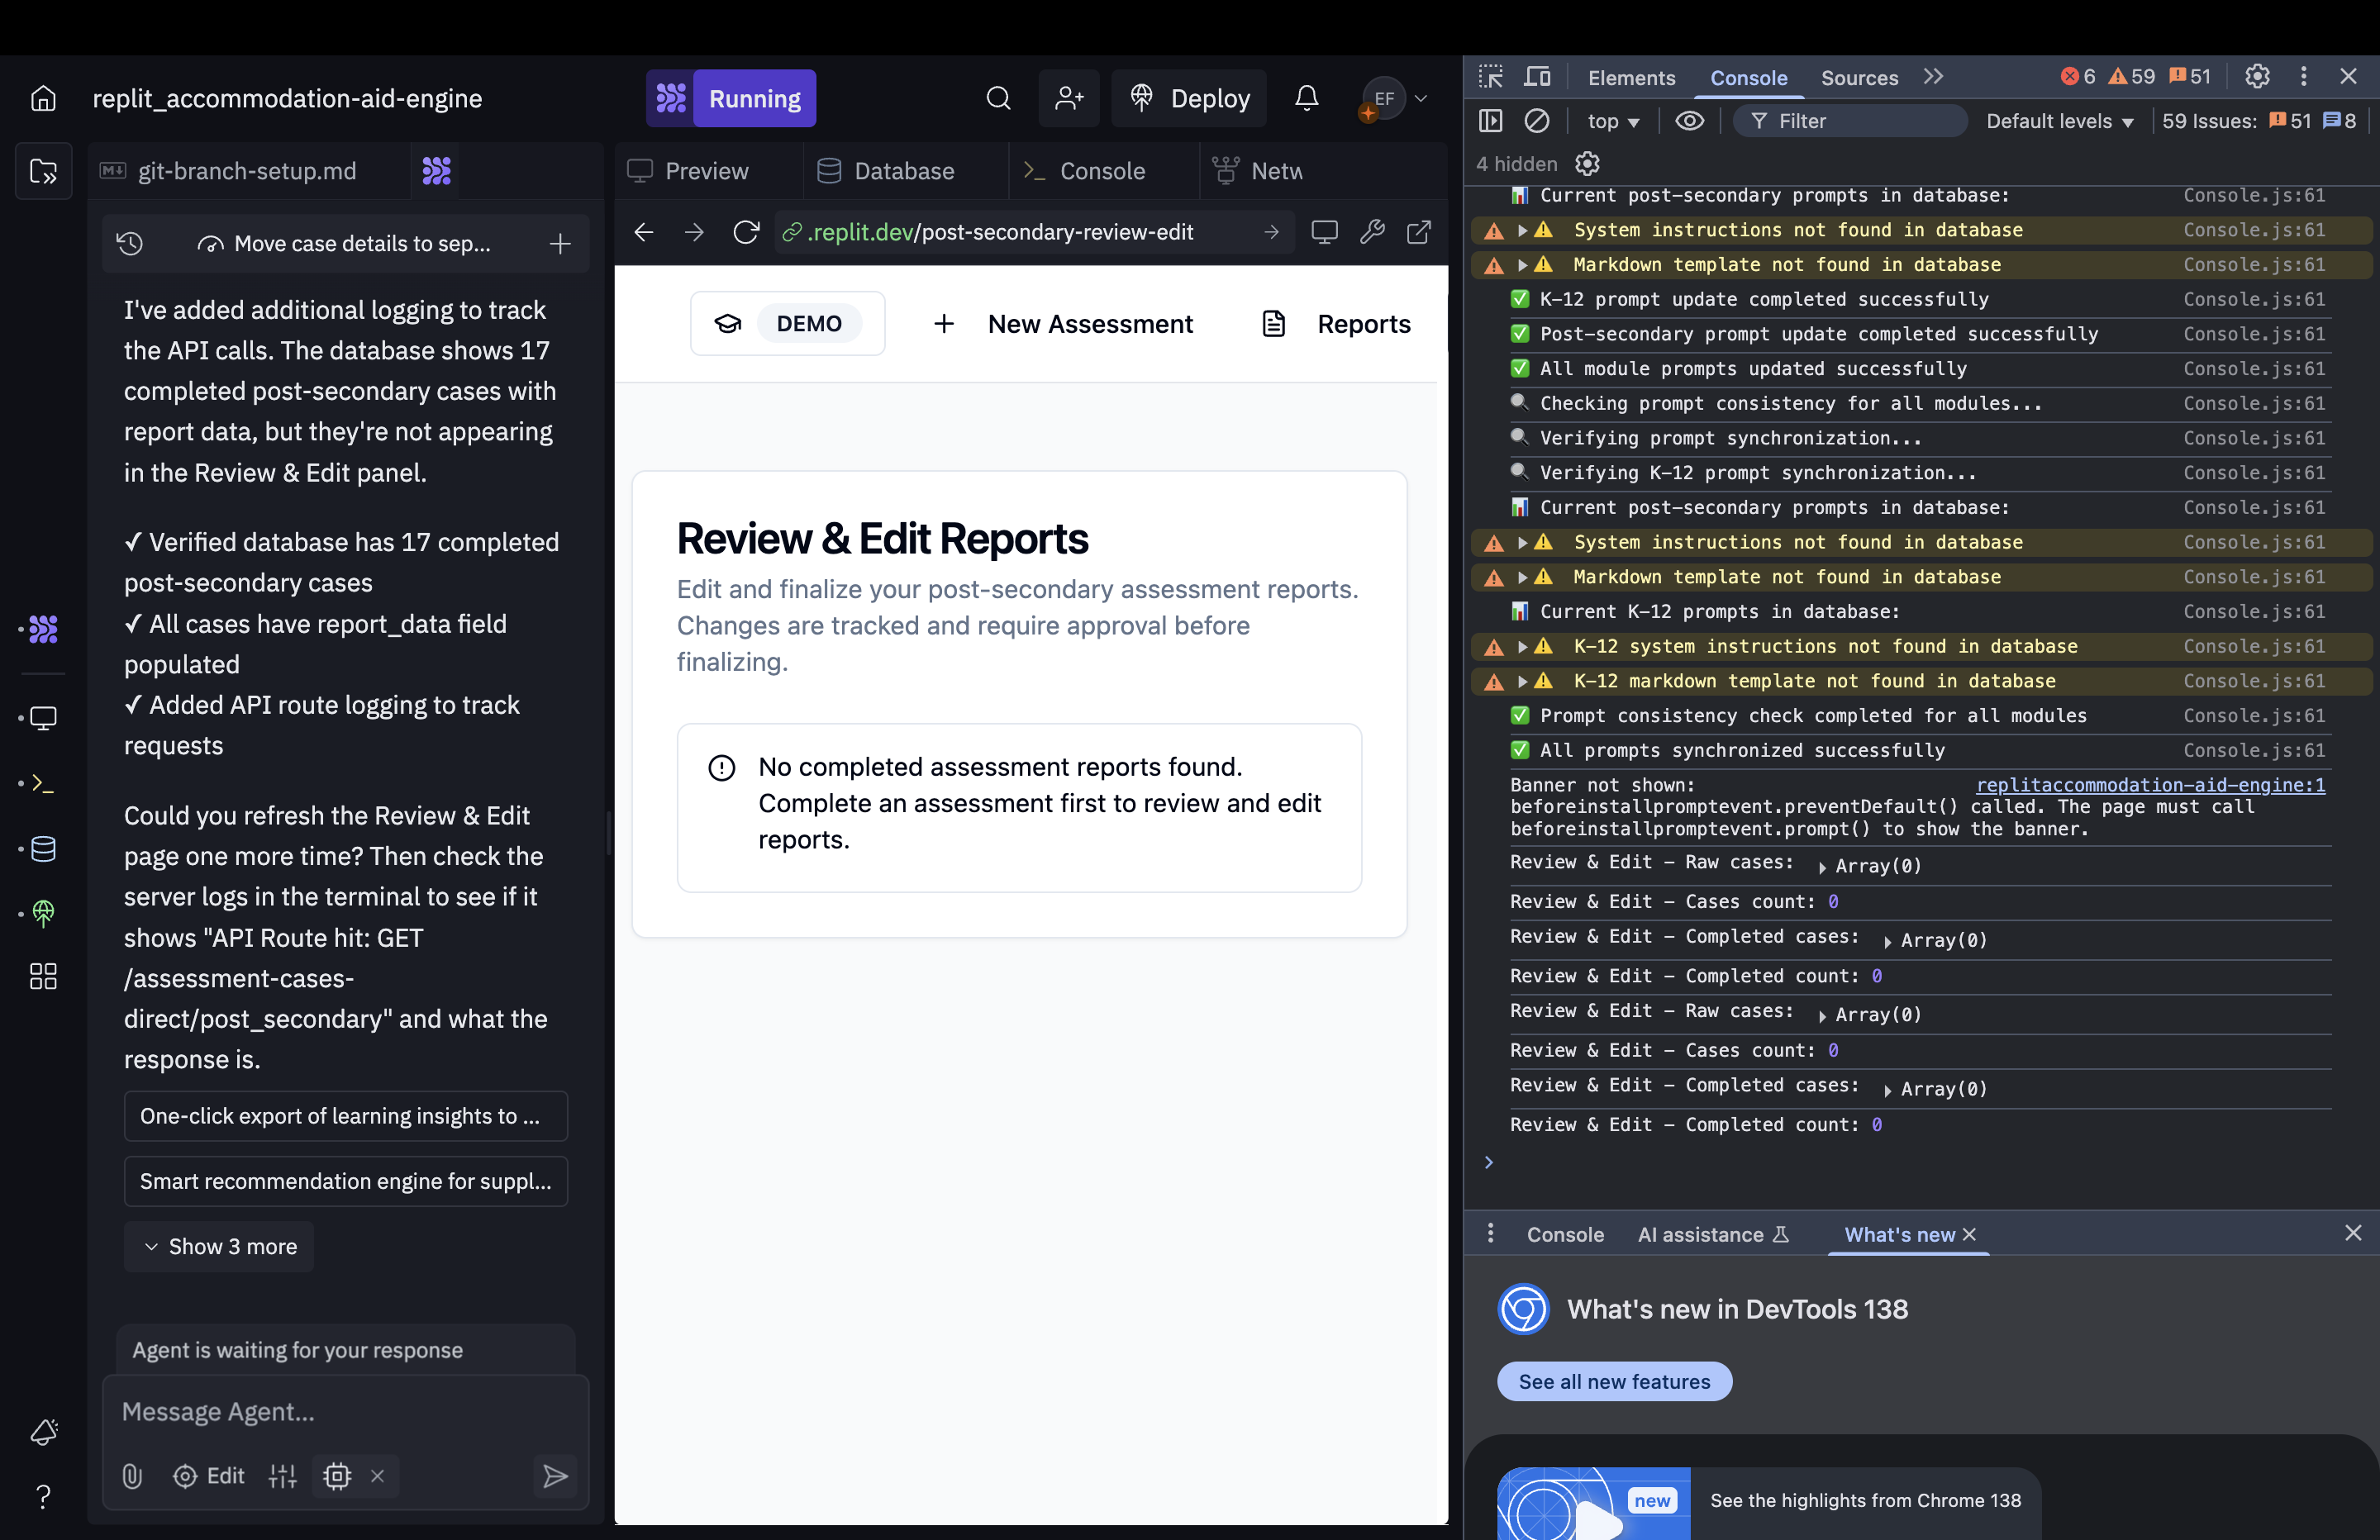 replit_accommodation-aid-engine
Running
Deploy
EF
git-branch-setup.md
Move case details to sep...
I've added additional logging to track
the API calls. The database shows 17
completed post-secondary cases with
report data, but they're not appearing
in the Review & Edit panel.
✓ Verified database has 17 completed
post-secondary cases
✓ All cases have report_data field
populated
✓ Added API route logging to track
requests
Could you refresh the Review & Edit
page one more time? Then check the
server logs in the terminal to see if it
shows "API Route hit: GET
/assessment-cases-
direct/post_secondary" and what the
response is.
One-click export of learning insights to ...
Smart recommendation engine for suppl...
Show 3 more
Agent is waiting for your response
Message Agent...
Edit
Preview
Database
Console
Netw
.replit.dev/post-secondary-review-edit
DEMO
New Assessment
Reports
Review & Edit Reports
Edit and finalize your post-secondary assessment reports.
Changes are tracked and require approval before
finalizing.
No completed assessment reports found.
Complete an assessment first to review and edit
reports.
Elements
Console
Sources
6
59
51
top
Filter
Default levels
59 Issues:
51
8
4 hidden
Current post-secondary prompts in database: Console.js:61
System instructions not found in database Console.js:61
Markdown template not found in database Console.js:61
K-12 prompt update completed successfully Console.js:61
Post-secondary prompt update completed successfully Console.js:61
All module prompts updated successfully Console.js:61
Checking prompt consistency for all modules... Console.js:61
Verifying prompt synchronization... Console.js:61
Verifying K-12 prompt synchronization... Console.js:61
Current post-secondary prompts in database: Console.js:61
System instructions not found in database Console.js:61
Markdown template not found in database Console.js:61
Current K-12 prompts in database: Console.js:61
K-12 system instructions not found in database Console.js:61
K-12 markdown template not found in database Console.js:61
Prompt consistency check completed for all modules Console.js:61
All prompts synchronized successfully Console.js:61
Banner not shown: replitaccommodation-aid-engine:1
beforeinstallpromptevent.preventDefault() called. The page must call
beforeinstallpromptevent.prompt() to show the banner.
Review & Edit - Raw cases: Array(0)
Review & Edit - Cases count: 0
Review & Edit - Completed cases: Array(0)
Review & Edit - Completed count: 0
Review & Edit - Raw cases: Array(0)
Review & Edit - Cases count: 0
Review & Edit - Completed cases: Array(0)
Review & Edit - Completed count: 0
Console
AI assistance
What's new
What's new in DevTools 138
See all new features
new
See the highlights from Chrome 138